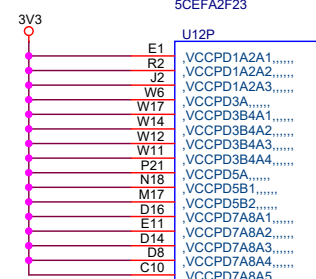 5CEFA2F23
3V3
U12P
E1 ,VCCPD1A2A1,,,,,,
R2 ,VCCPD1A2A2,,,,,,
J2 ,VCCPD1A2A3,,,,,,
W6 ,VCCPD3A,,,,,,
W17 ,VCCPD3B4A1,,,,,,
W14 ,VCCPD3B4A2,,,,,,
W12 ,VCCPD3B4A3,,,,,,
W11 ,VCCPD3B4A4,,,,,,
P21 ,VCCPD5A,,,,,,
N18 ,VCCPD5B1,,,,,,
M17 ,VCCPD5B2,,,,,,
D16 ,VCCPD7A8A1,,,,,,
E11 ,VCCPD7A8A2,,,,,,
D14 ,VCCPD7A8A3,,,,,,
D8 ,VCCPD7A8A4,,,,,,
C10 ,VCCPD7A8A5